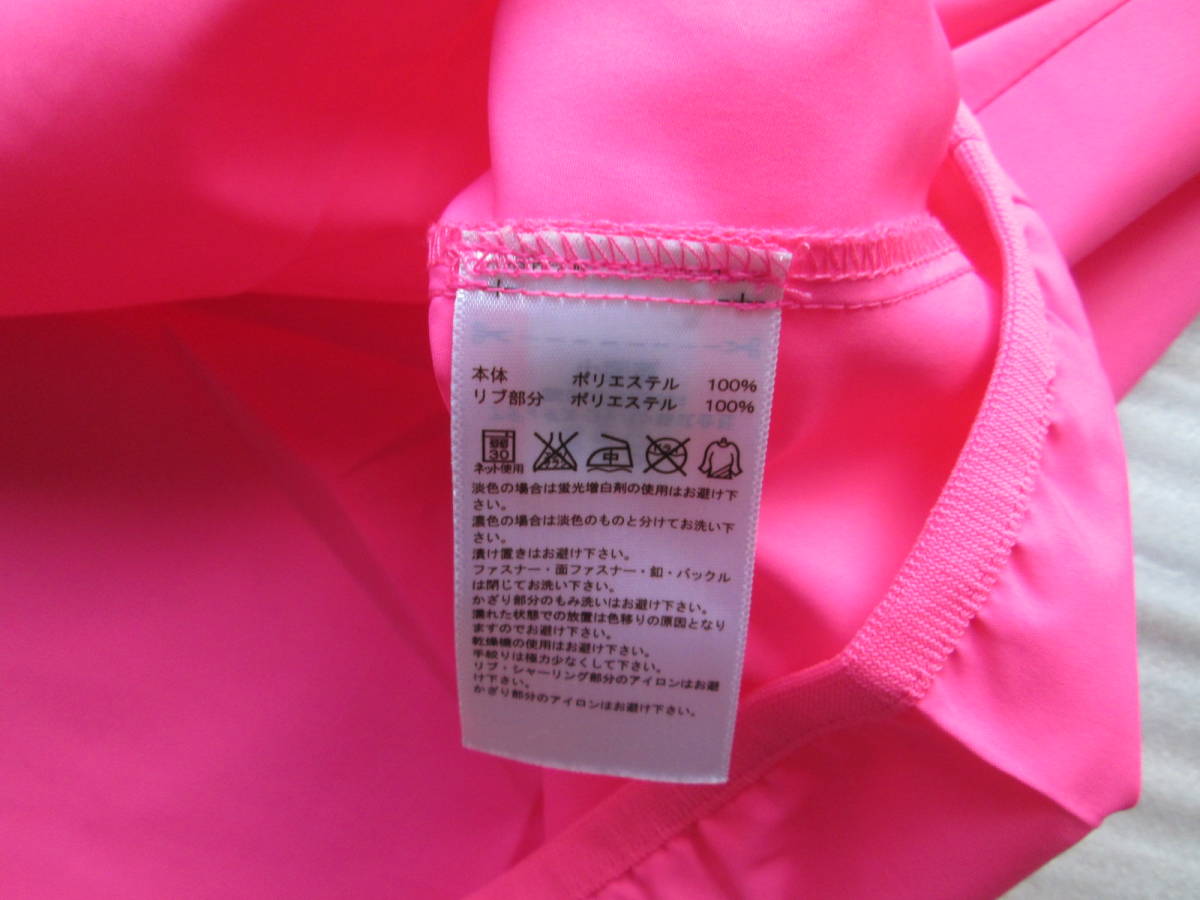 本体 ポリエステル 100%
リブ部分 ポリエステル 100%
30 中
ネット使用
淡色の場合は蛍光増白剤の使用はお避け下
さい。
濃色の場合は淡色のものと分けてお洗い下
さい。
漬け置きはお避け下さい。
ファスナー・面ファスナー・釦・バックル
は閉じてお洗い下さい。
かざり部分のもみ洗いはお避け下さい。
濡れた状態での放置は色移りの原因となり
ますのでお避け下さい。
乾燥機の使用はお避け下さい。
手絞りは極力少なくして下さい。
リブ・シャーリング部分のアイロンはお避
け下さい。
かざり部分のアイロンはお避け下さい。